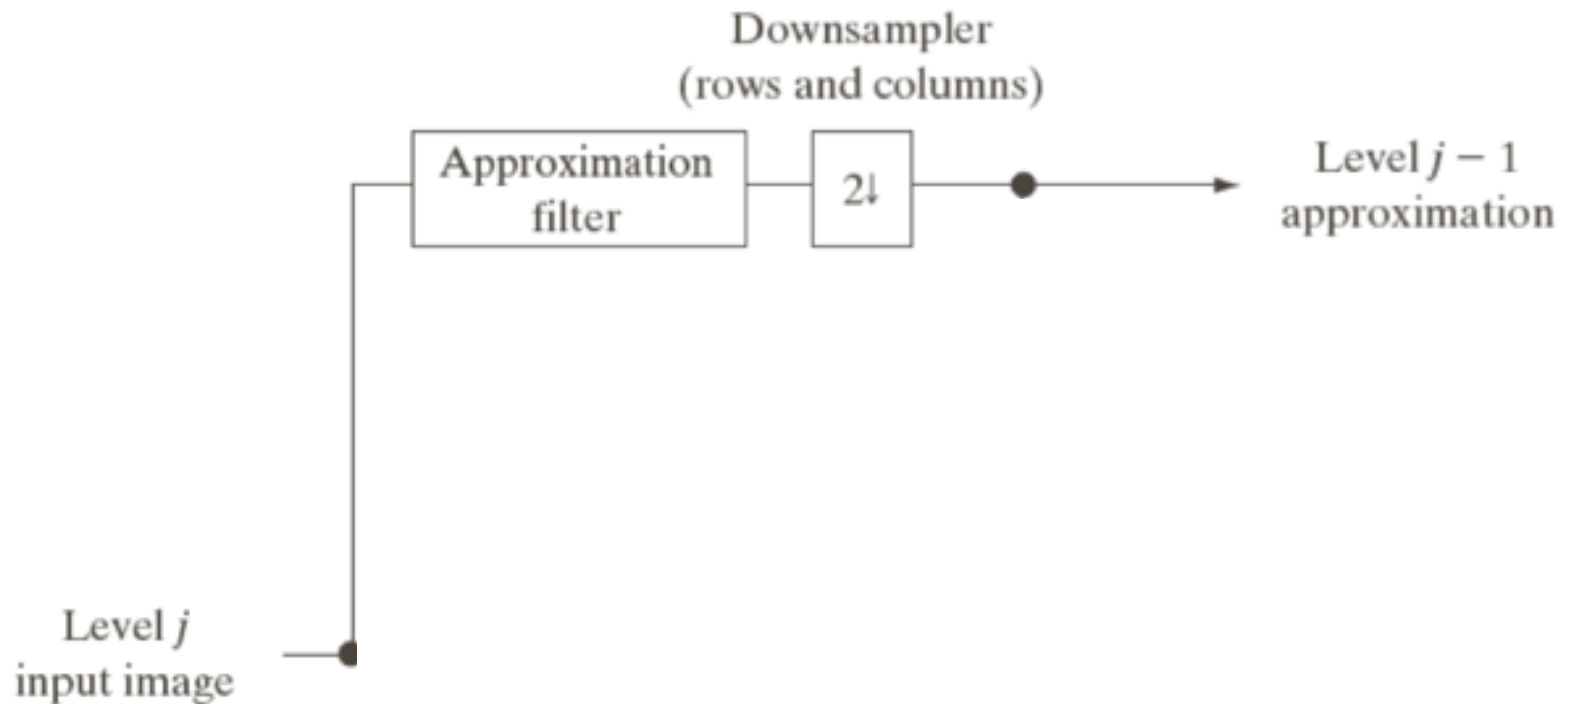 Downsampler
(rows and columns)
Approximation
filter
2↓
Level j − 1
approximation
Level j
input image